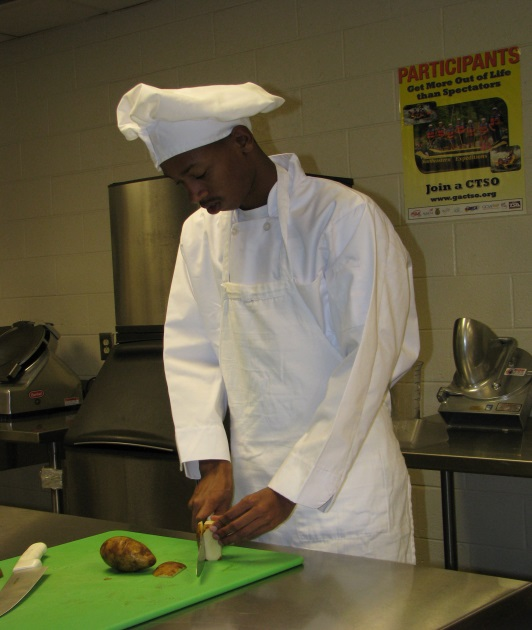 PARTICIPANTS
Get More Out of Life
than Spectators
Join a CTSO
www.gactso.org